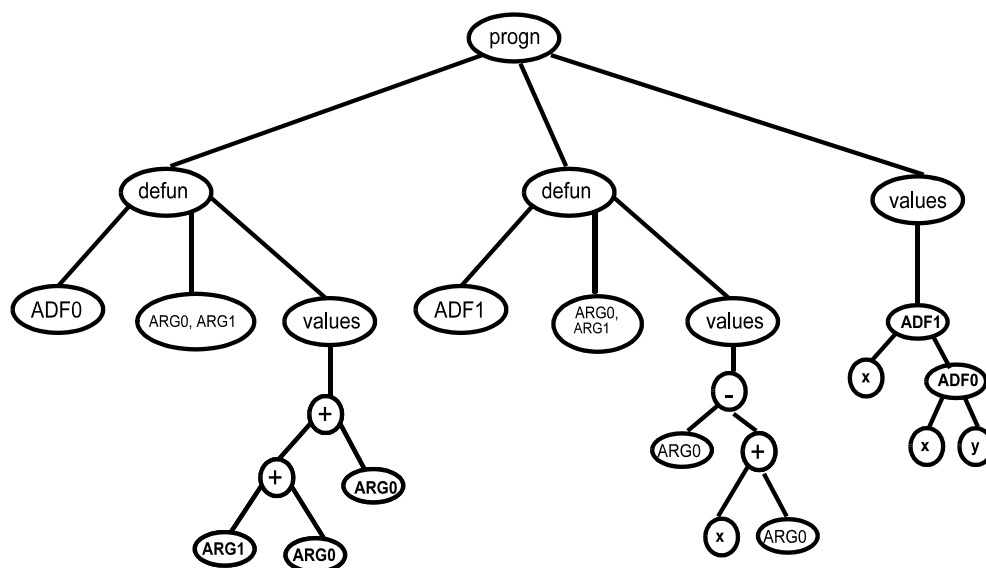 progn
defun
defun
values
ADF0
ARG0, ARG1
values
ADF1
ARG0,
ARG1
values
ADF1
x
ADF0
x
y
+
+
ARG0
ARG1
ARG0
-
ARG0
+
x
ARG0